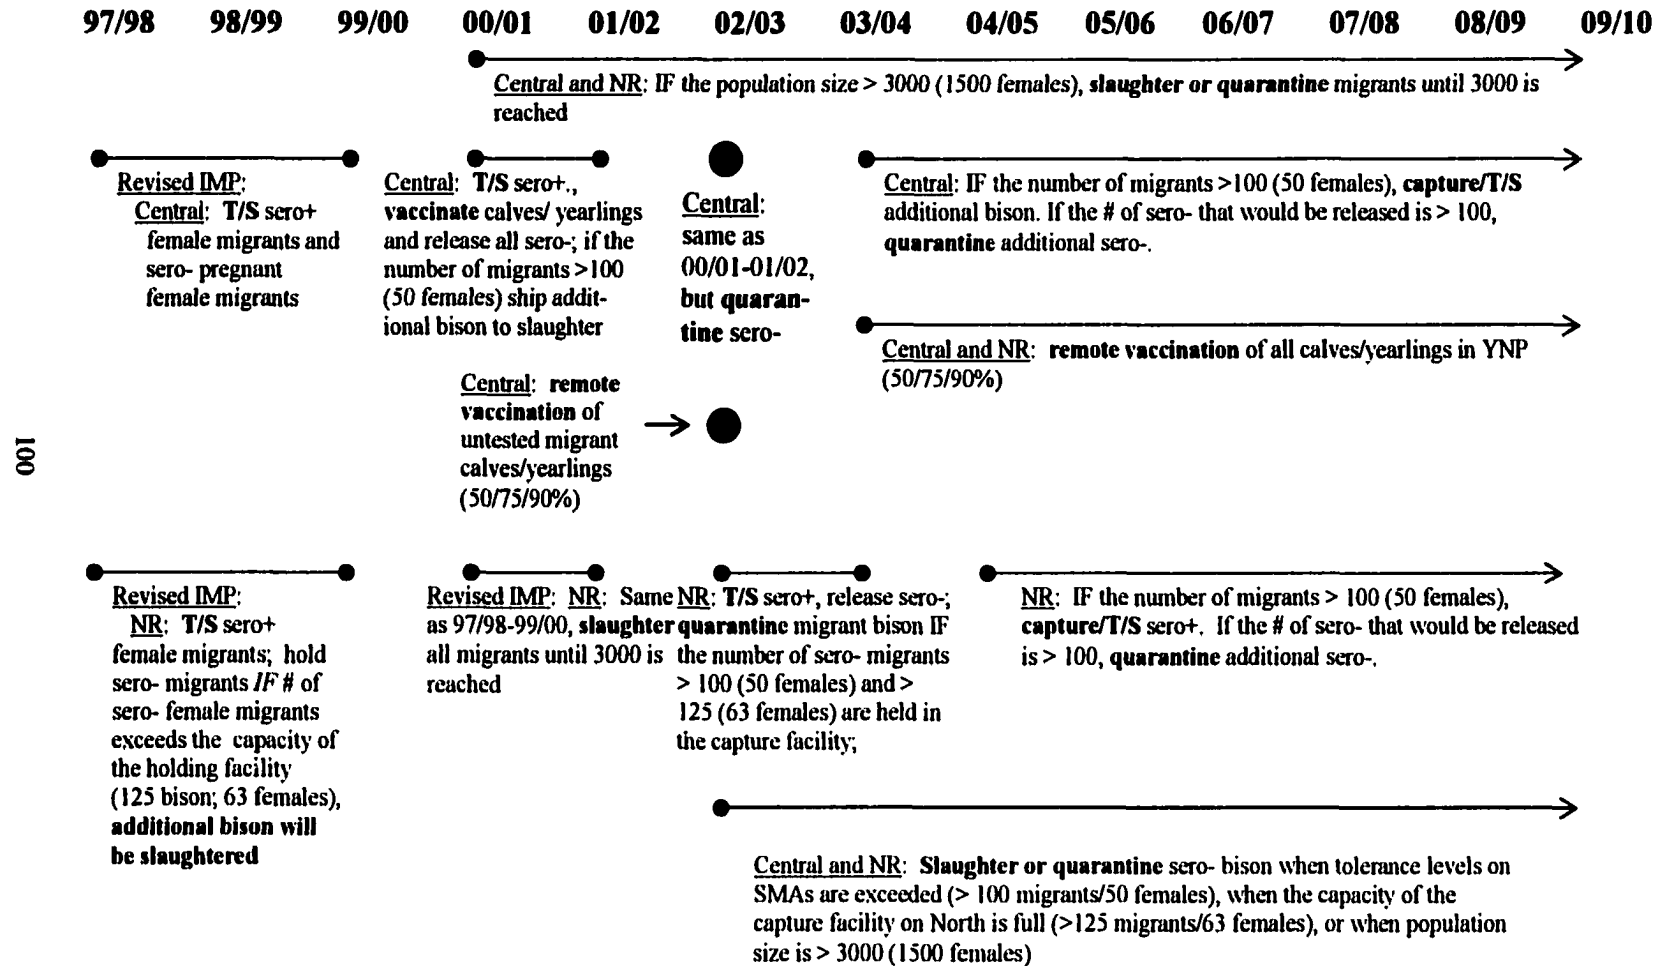 97/98 98/99 99/00 00/01 01/02 02/03 03/04 04/05 05/06 06/07 07/08 08/09 09/10
Central and NR: IF the population size > 3000 (1500 females), slaughter or quarantine migrants until 3000 is
reached
Revised IMP:
Central: T/S sero+
female migrants and
sero- pregnant
female migrants
Central: T/S sero+.,
vaccinate calves/ yearlings
and release all sero-; if the
number of migrants >100
(50 females) ship addit-
ional bison to slaughter
Central:
same as
00/01-01/02,
but quaran-
tine sero-
Central: IF the number of migrants >100 (50 females), capture/T/S
additional bison. If the # of sero- that would be released is > 100,
quarantine additional sero-.
Central and NR: remote vaccination of all calves/yearlings in YNP
(50/75/90%)
Central: remote
vaccination of
untested migrant
calves/yearlings
(50/75/90%)
100
Revised IMP:
NR: T/S sero+
female migrants; hold
sero- migrants IF # of
sero- female migrants
exceeds the capacity of
the holding facility
(125 bison; 63 females),
additional bison will
be slaughtered
Revised IMP: NR: Same
as 97/98-99/00, slaughter
all migrants until 3000 is
reached
NR: T/S sero+, release sero-;
quarantine migrant bison IF
the number of sero- migrants
> 100 (50 females) and >
125 (63 females) are held in
the capture facility;
NR: IF the number of migrants > 100 (50 females),
capture/T/S sero+. If the # of sero- that would be released
is > 100, quarantine additional sero-.
Central and NR: Slaughter or quarantine sero- bison when tolerance levels on
SMAs are exceeded (> 100 migrants/50 females), when the capacity of the
capture facility on North is full (>125 migrants/63 females), or when population
size is > 3000 (1500 females)